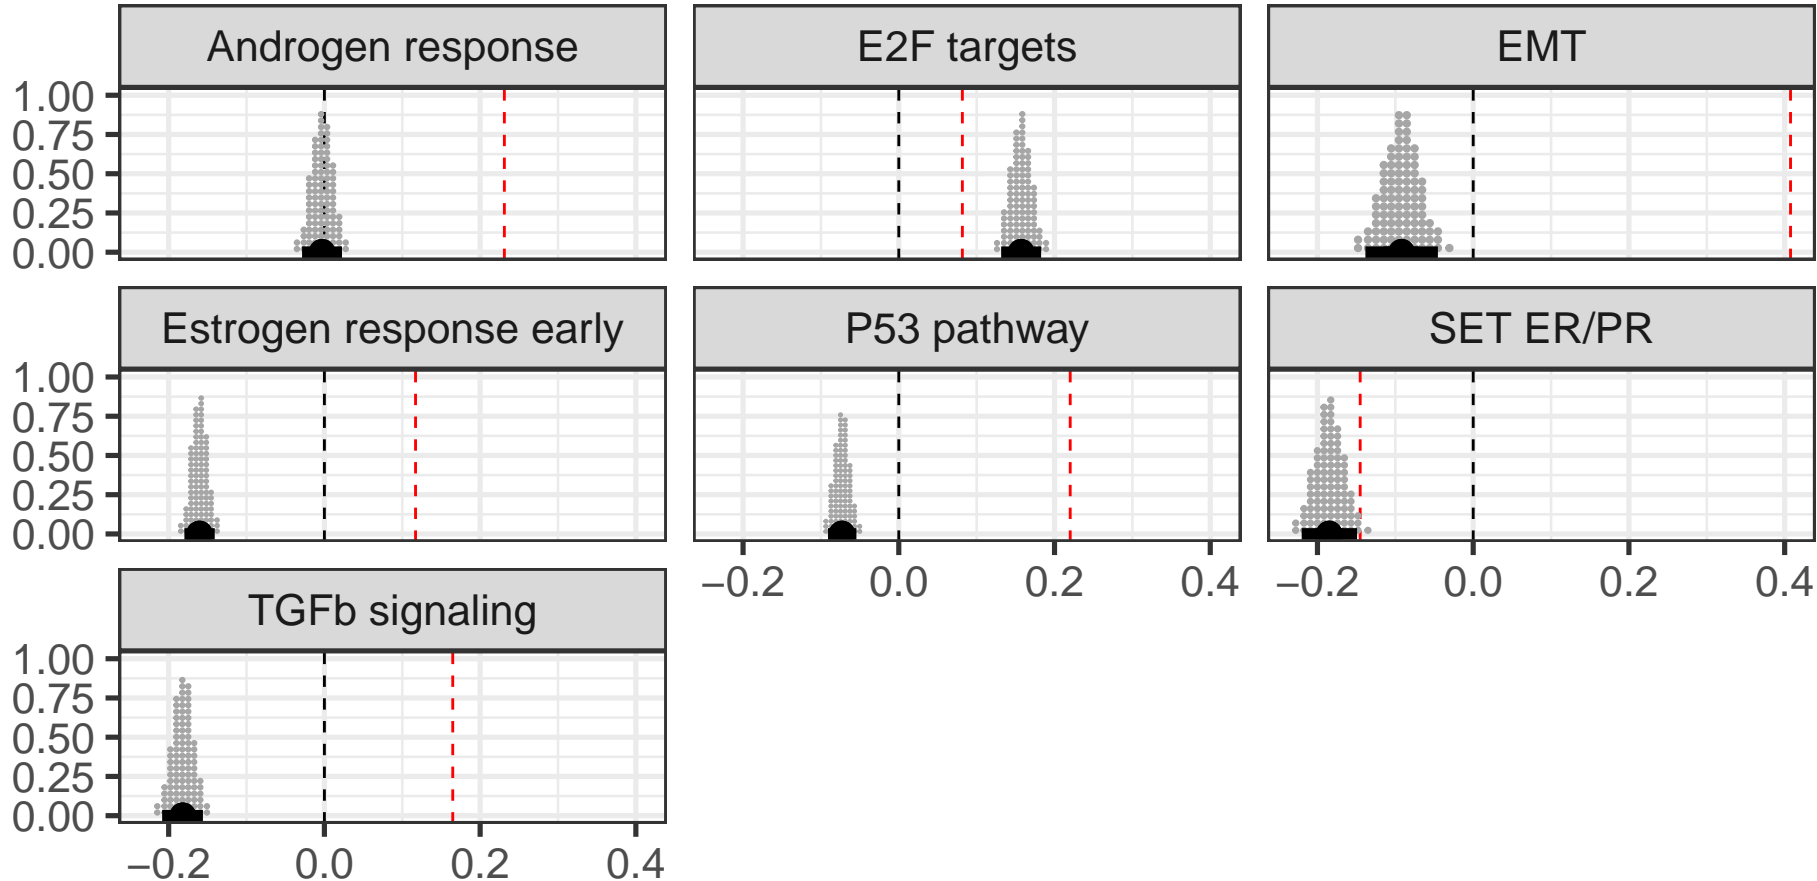 Androgen response
E2F targets
EMT
1.00
0.75
0.50
0.25
0.00
Estrogen response early
P53 pathway
SET ER/PR
1.00
0.75
0.50
0.25
0.00
−0.2 0.0 0.2 0.4
−0.2 0.0 0.2 0.4
TGFb signaling
1.00
0.75
0.50
0.25
0.00
−0.2 0.0 0.2 0.4